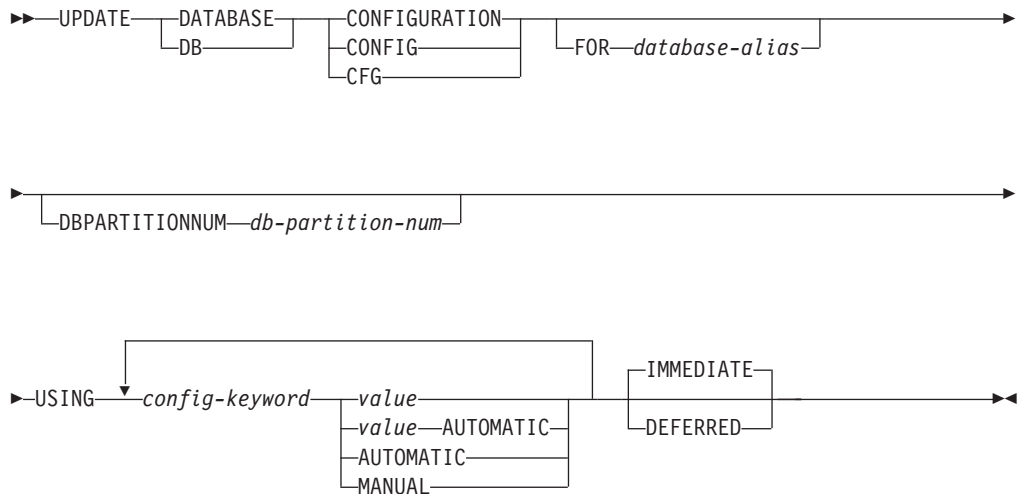 UPDATE DATABASE CONFIGURATION
DB CONFIG FOR database-alias
CFG
DBPARTITIONNUM db-partition-num
IMMEDIATE
USING config-keyword value
value AUTOMATIC DEFERRED
AUTOMATIC
MANUAL